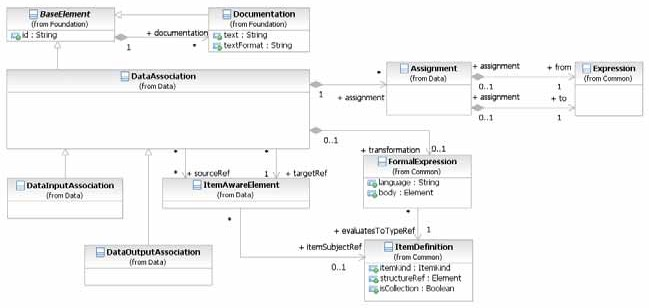 BaseElement
(from Foundation)
id : String
1
+ documentation
*
Documentation
(from Foundation)
text : String
textFormat : String
DataAssociation
(from Data)
1
*
+ assignment
Assignment
(from Data)
+ assignment
0..1
+ from
1
+ assignment
0..1
+ to
1
Expression
(from Common)
0..1
+ transformation
0..1
*
*
*
+ sourceRef
1
+ targetRef
DataInputAssociation
(from Data)
ItemAwareElement
(from Data)
FormalExpression
(from Common)
language : String
body : Element
*
*
+ evaluatesToTypeRef
1
+ itemSubjectRef
0..1
DataOutputAssociation
(from Data)
ItemDefinition
(from Common)
itemKind : ItemKind
structureRef : Element
isCollection : Boolean